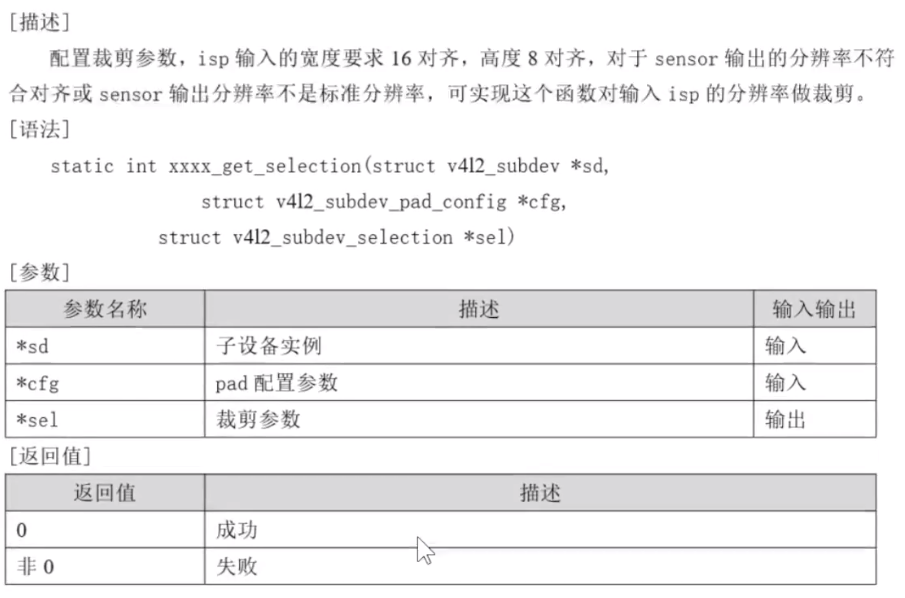 [描述]
配置裁剪参数，isp 输入的宽度要求 16 对齐，高度 8 对齐，对于 sensor 输出的分辨率不符
合对齐或 sensor 输出分辨率不是标准分辨率，可实现这个函数对输入 isp 的分辨率做裁剪。
[语法]
static int xxxx_get_selection(struct v4l2_subdev *sd,
struct v4l2_subdev_pad_config *cfg,
struct v4l2_subdev_selection *sel)
[参数]
参数名称 描述 输入输出
*sd 子设备实例 输入
*cfg pad 配置参数 输入
*sel 裁剪参数 输出
[返回值]
返回值 描述
0 成功
非 0 失败